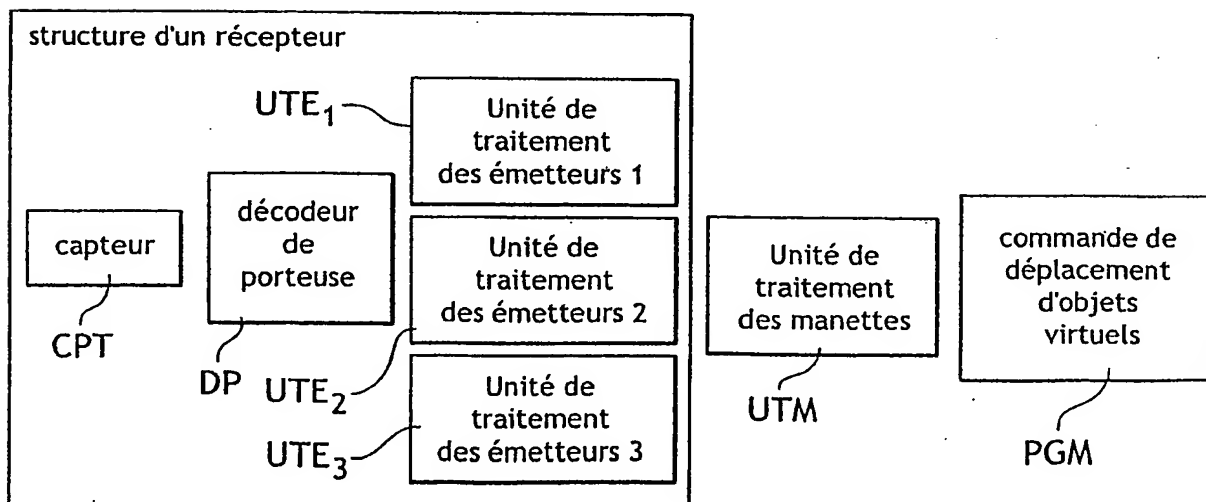 structure d'un récepteur
UTE1
Unité de
traitement
des émetteurs 1
capteur
CPT
décodeur
de
porteuse
DP
Unité de
traitement
des émetteurs 2
UTE2
Unité de
traitement
des émetteurs 3
UTE3
Unité de
traitement
des manettes
UTM
commande de
déplacement
d'objets
virtuels
PGM